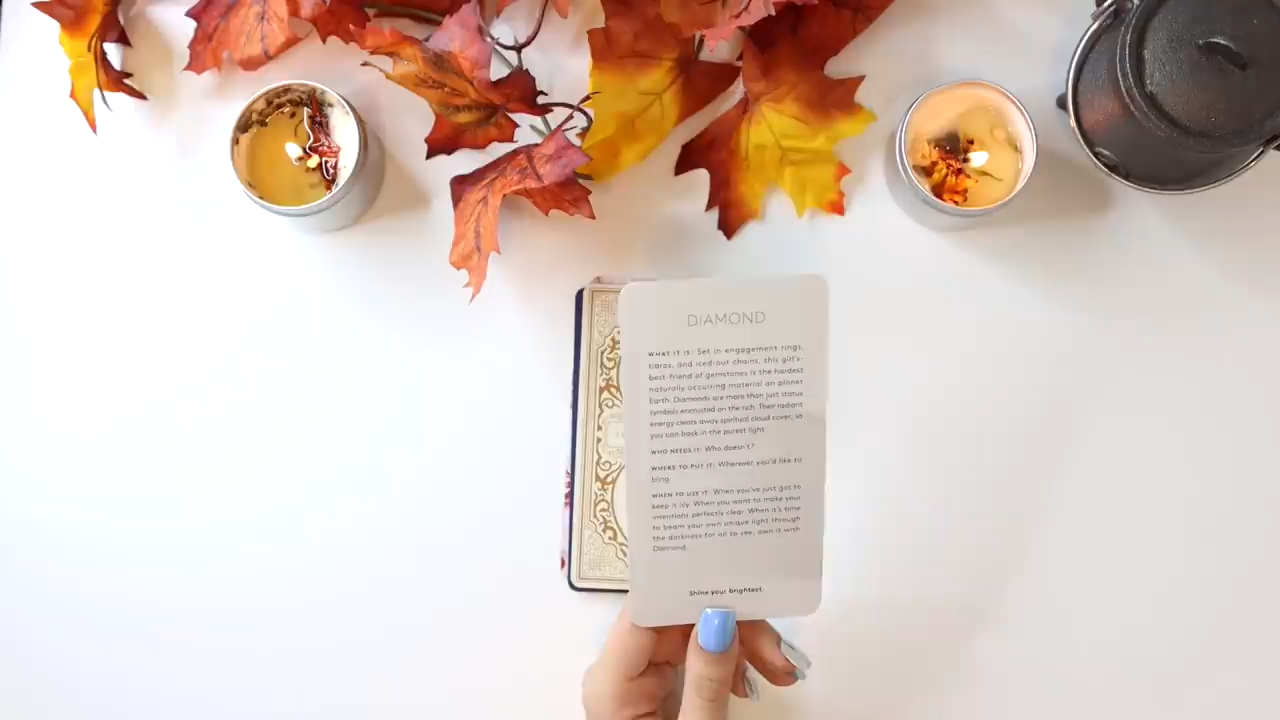 DIAMOND
WHAT IT IS: Set in engagement rings,
tiaras, and iced-out chains, this girl's-
best-friend of gemstones is the hardest
naturally occurring material on planet
Earth. Diamonds are more than just status
symbols encrusted on the rich. Their radiant
energy clears away spiritual cloud cover, so
you can bask in the purest light.
WHO NEEDS IT: Who doesn't?
WHERE TO PUT IT: Wherever you'd like to
bling.
WHEN TO USE IT: When you've just got to
keep it icy. When you want to make your
intentions perfectly clear. When it's time
to beam your own unique light through
the darkness for all to see, own it with
Diamond.
Shine your brightest.